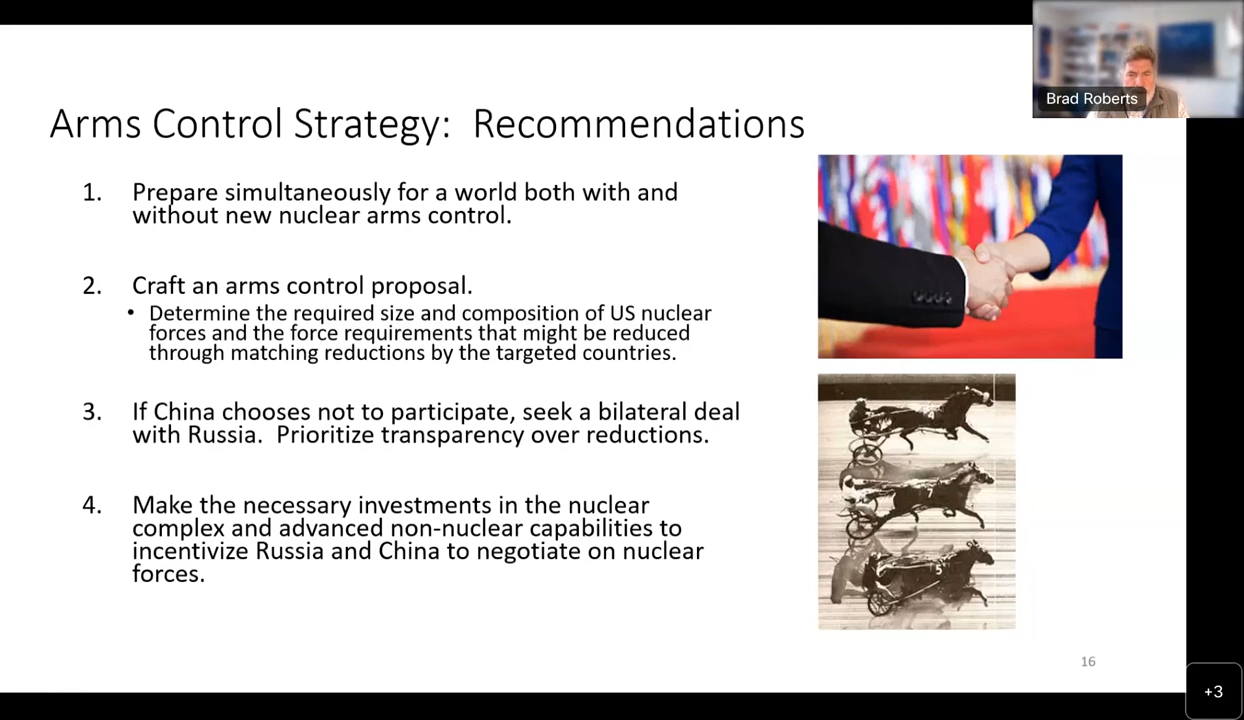 Brad Roberts
Arms Control Strategy: Recommendations
1. Prepare simultaneously for a world both with and
without new nuclear arms control.
2. Craft an arms control proposal.
• Determine the required size and composition of US nuclear
forces and the force requirements that might be reduced
through matching reductions by the targeted countries.
3. If China chooses not to participate, seek a bilateral deal
with Russia. Prioritize transparency over reductions.
4. Make the necessary investments in the nuclear
complex and advanced non-nuclear capabilities to
incentivize Russia and China to negotiate on nuclear
forces.
7
5
16
+3